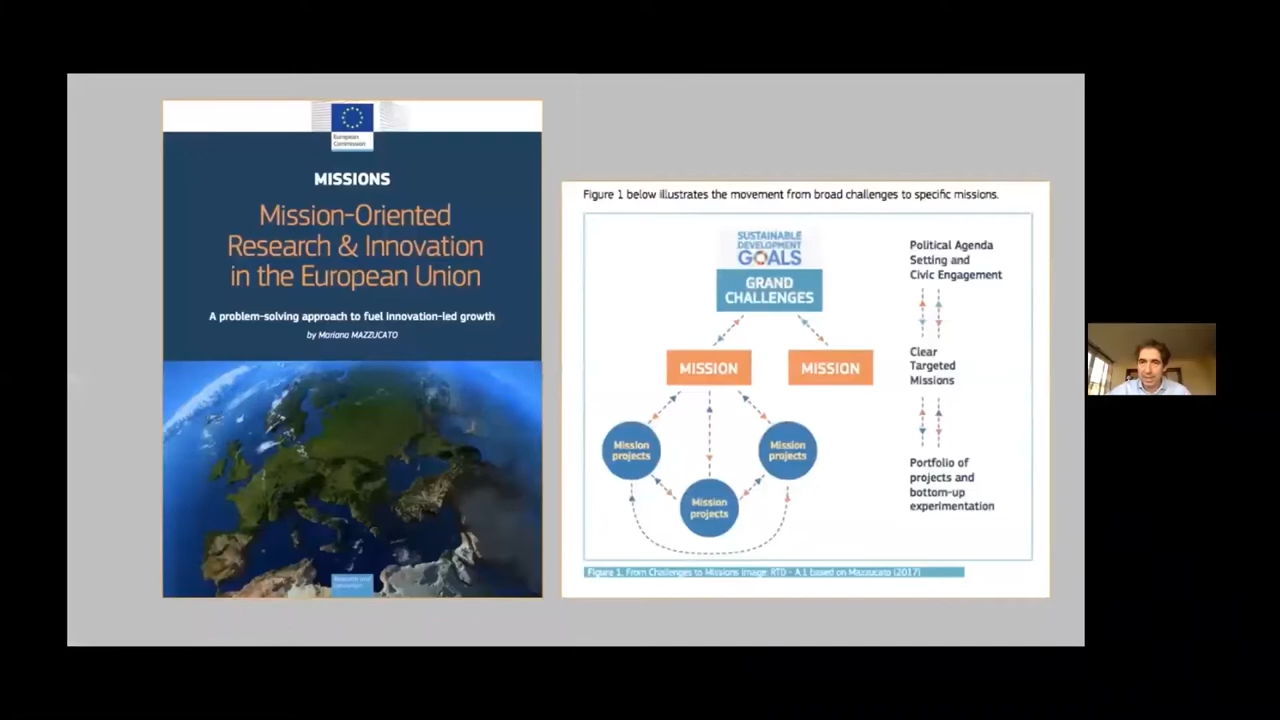 European
Commission
MISSIONS
Mission-Oriented
Research & Innovation
in the European Union
A problem-solving approach to fuel innovation-led growth
by Mariana MAZZUCATO
Research and
Innovation
Figure 1 below illustrates the movement from broad challenges to specific missions.
SUSTAINABLE
DEVELOPMENT
GOALS
GRAND
CHALLENGES
MISSION
MISSION
Mission
projects
Mission
projects
Mission
projects
Political Agenda
Setting and
Civic Engagement
Clear
Targeted
Missions
Portfolio of
projects and
bottom-up
experimentation
Figure 1. From Challenges to Missions Image: RTD - A.1 based on Mazzucato (2017)